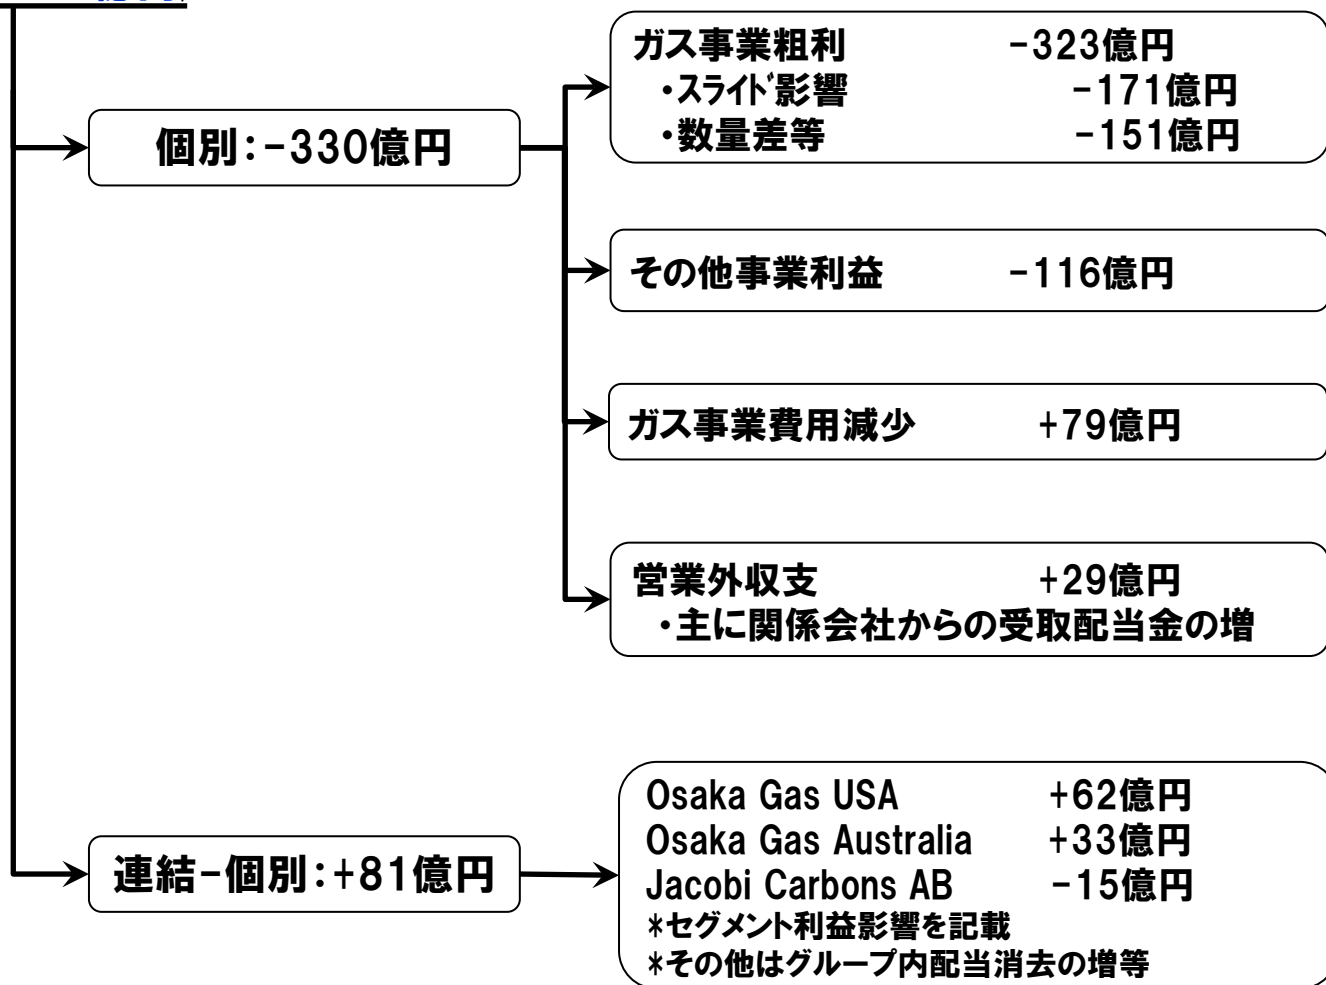 個別:-330億円
ガス事業粗利 -323億円
・スライド影響 -171億円
・数量差等 -151億円
その他事業利益 -116億円
ガス事業費用減少 +79億円
営業外収支 +29億円
・主に関係会社からの受取配当金の増
連結-個別:+81億円
Osaka Gas USA +62億円
Osaka Gas Australia +33億円
Jacobi Carbons AB -15億円
*セグメント利益影響を記載
*その他はグループ内配当消去の増等